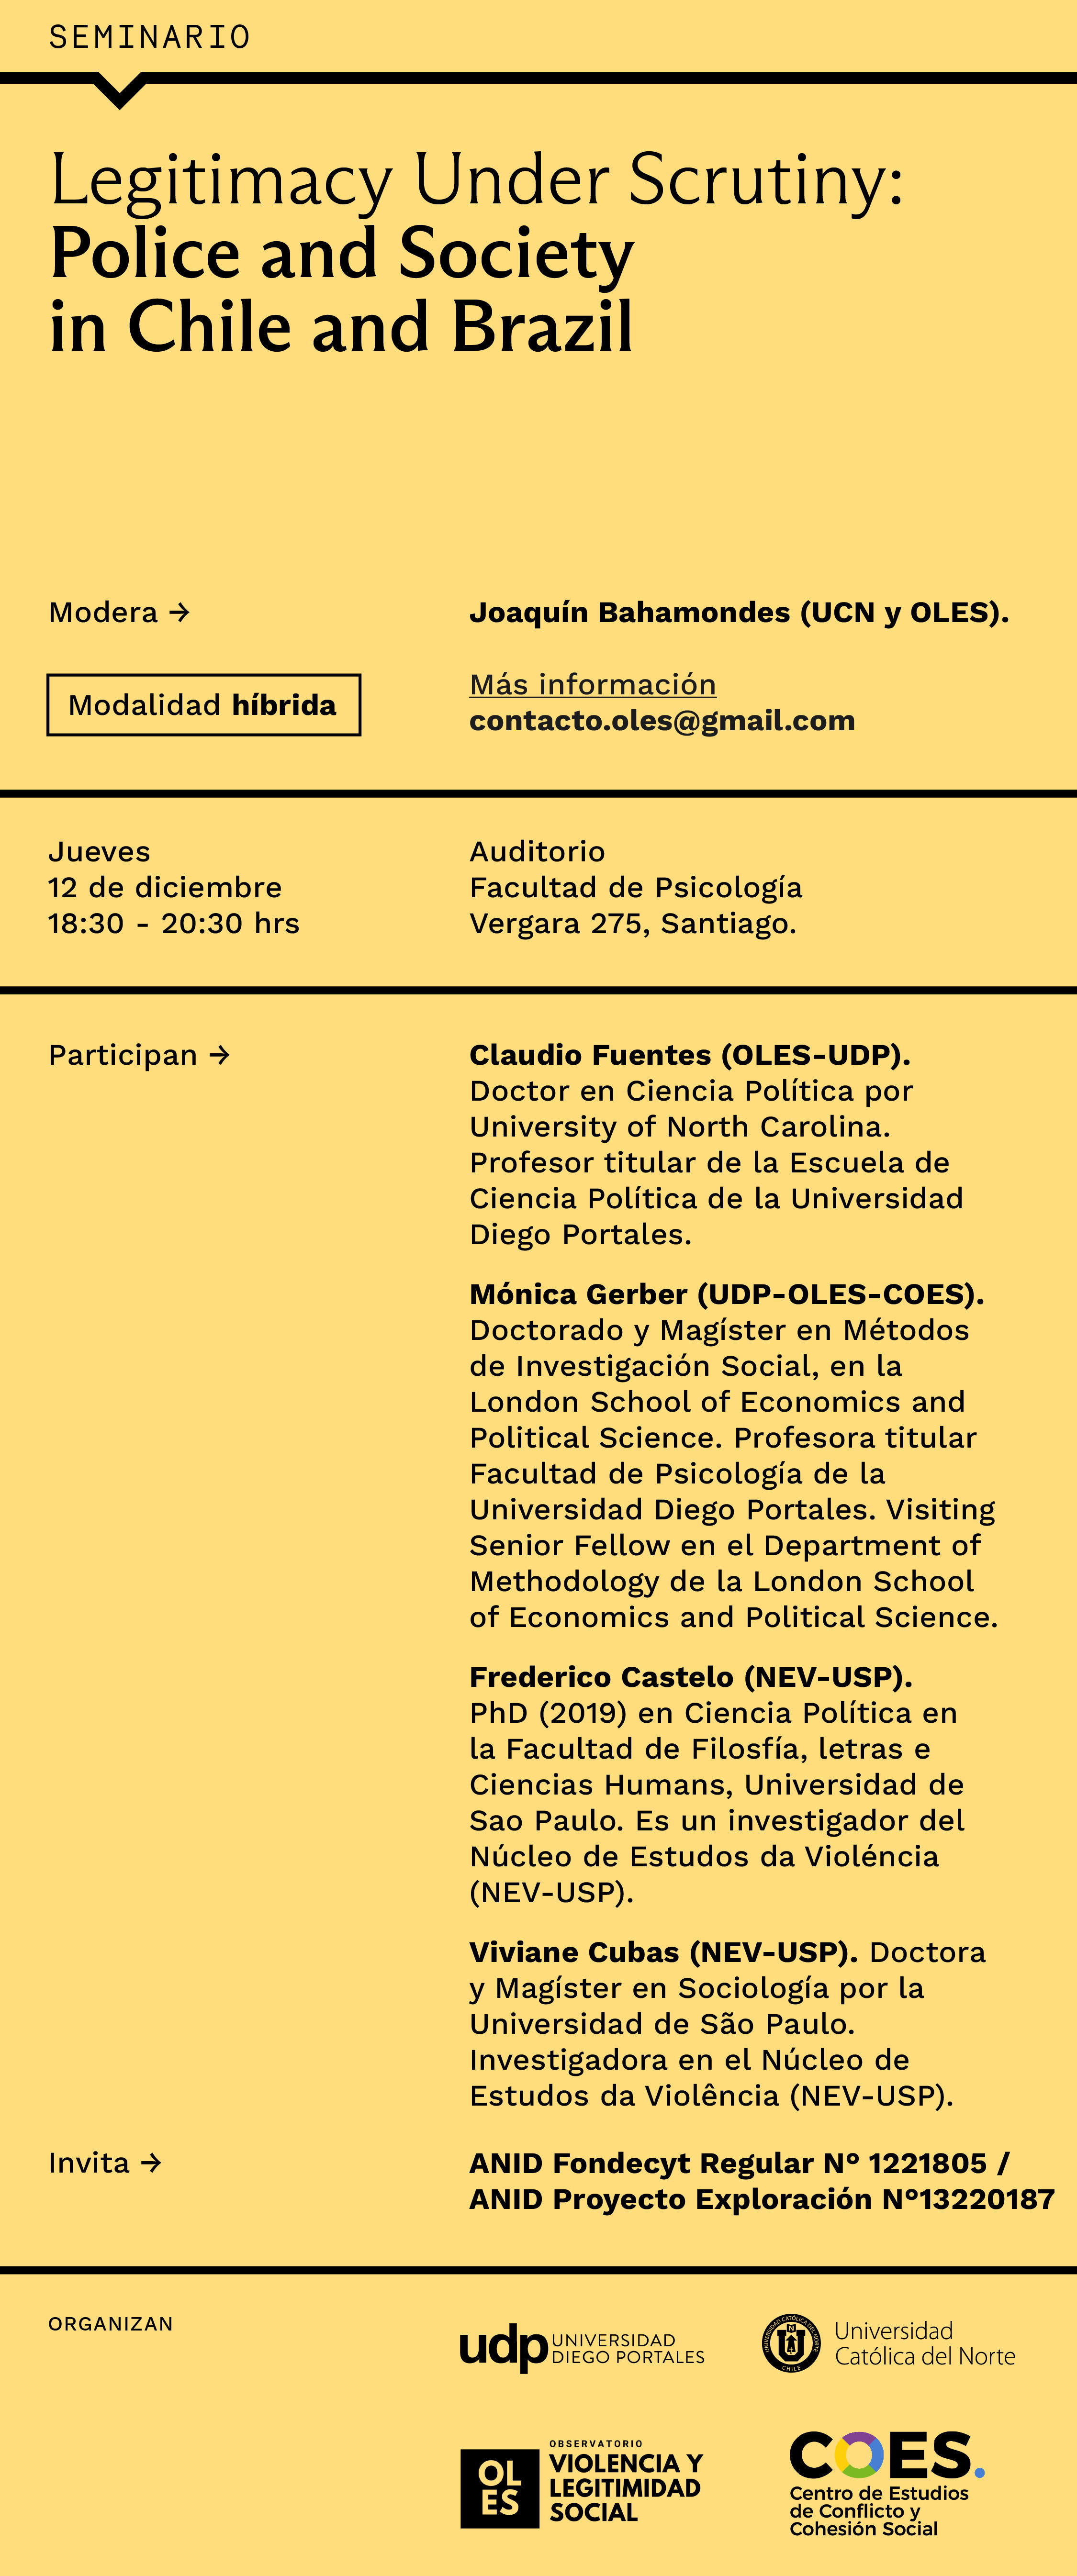 SEMINARIO
Legitimacy Under Scrutiny:
Police and Society
in Chile and Brazil
Modera →
Joaquín Bahamondes (UCN y OLES).
Modalidad híbrida
Más información
contacto.oles@gmail.com
Jueves
12 de diciembre
18:30 - 20:30 hrs
Auditorio
Facultad de Psicología
Vergara 275, Santiago.
Participan →
Claudio Fuentes (OLES-UDP).
Doctor en Ciencia Política por
University of North Carolina.
Profesor titular de la Escuela de
Ciencia Política de la Universidad
Diego Portales.
Mónica Gerber (UDP-OLES-COES).
Doctorado y Magíster en Métodos
de Investigación Social, en la
London School of Economics and
Political Science. Profesora titular
Facultad de Psicología de la
Universidad Diego Portales. Visiting
Senior Fellow en el Department of
Methodology de la London School
of Economics and Political Science.
Frederico Castelo (NEV-USP).
PhD (2019) en Ciencia Política en
la Facultad de Filosfía, letras e
Ciencias Humans, Universidad de
Sao Paulo. Es un investigador del
Núcleo de Estudos da Violéncia
(NEV-USP).
Viviane Cubas (NEV-USP). Doctora
y Magíster en Sociología por la
Universidad de São Paulo.
Investigadora en el Núcleo de
Estudos da Violência (NEV-USP).
Invita →
ANID Fondecyt Regular N° 1221805 /
ANID Proyecto Exploración N°13220187
ORGANIZAN
udp UNIVERSIDAD
DIEGO PORTALES
UNIVERSIDAD CATÓLICA DEL NORTE
CHILE
Universidad
Católica del Norte
OL
ES
OBSERVATORIO
VIOLENCIA Y
LEGITIMIDAD
SOCIAL
COES.
Centro de Estudios
de Conflicto y
Cohesión Social